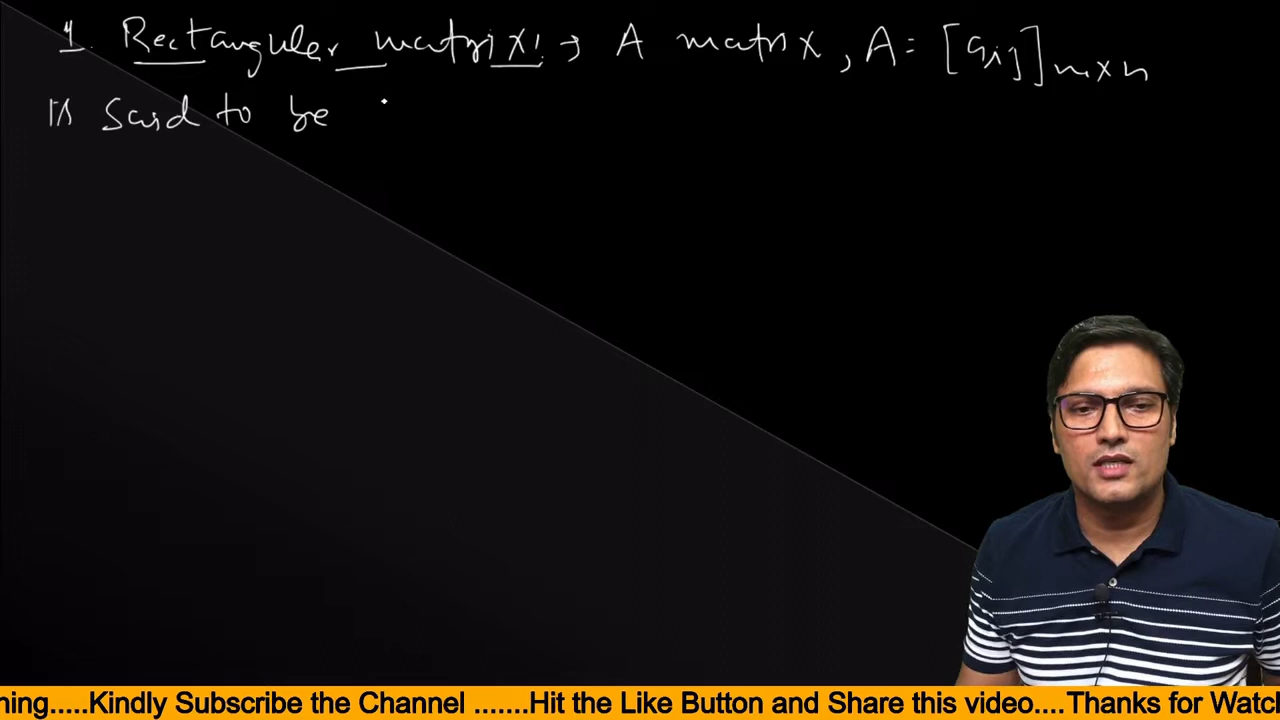 1. Rectangular matrix :→ A matrix, A = [aij]m×n
is said to be
ning.....Kindly Subscribe the Channel .......Hit the Like Button and Share this video....Thanks for Watc